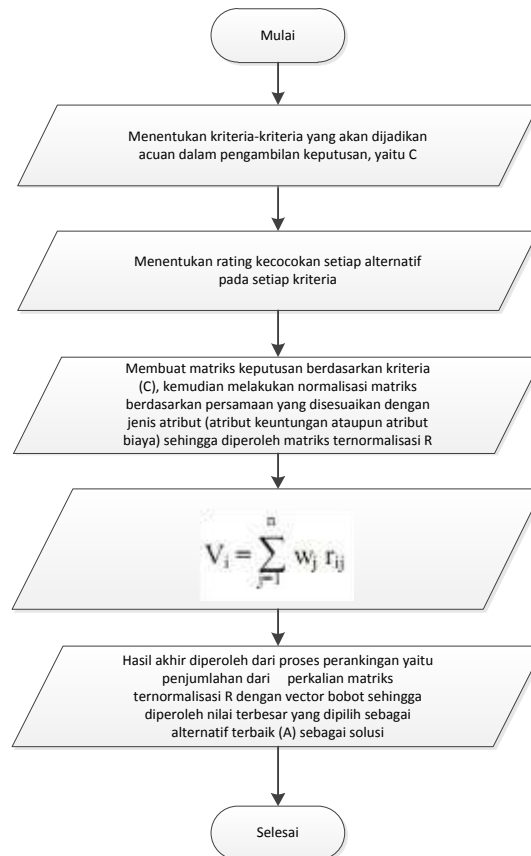 Mulai
Menentukan kriteria-kriteria yang akan dijadikan
acuan dalam pengambilan keputusan, yaitu C
Menentukan rating kecocokan setiap alternatif
pada setiap kriteria
Membuat matriks keputusan berdasarkan kriteria
(C), kemudian melakukan normalisasi matriks
berdasarkan persamaan yang disesuaikan dengan
jenis atribut (atribut keuntungan ataupun atribut
biaya) sehingga diperoleh matriks ternormalisasi R
n
Vi = ∑ wj rij
j=1
Hasil akhir diperoleh dari proses perankingan yaitu
penjumlahan dari perkalian matriks
ternormalisasi R dengan vector bobot sehingga
diperoleh nilai terbesar yang dipilih sebagai
alternatif terbaik (A) sebagai solusi
Selesai